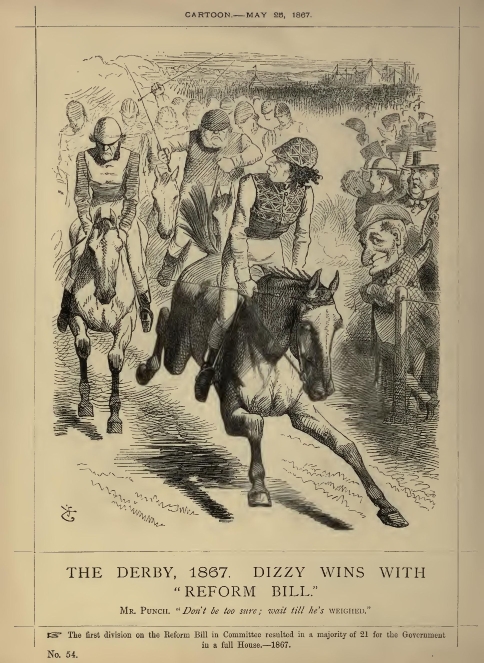 CARTOON.—MAY 25, 1867.
THE DERBY, 1867. DIZZY WINS WITH
"REFORM BILL."
MR. PUNCH. "Don't be too sure; wait till he's WEIGHED."
☞ The first division on the Reform Bill in Committee resulted in a majority of 21 for the Government
in a full House.—1867.
No. 54.